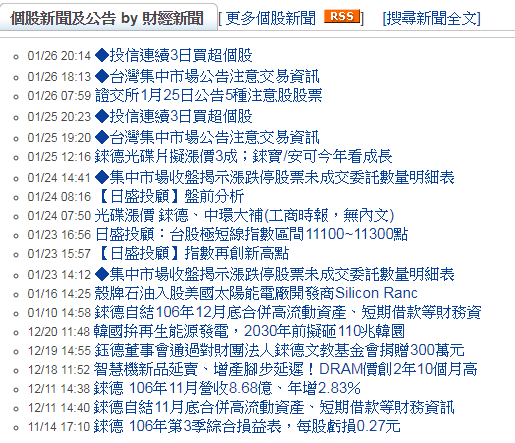 個股新聞及公告 by 財經新聞 [ 更多個股新聞 RSS ] [搜尋新聞全文]
01/26 20:14 ◆投信連續3日買超個股
01/26 18:13 ◆台灣集中市場公告注意交易資訊
01/26 07:59 證交所1月25日公告5種注意股股票
01/25 20:23 ◆投信連續3日買超個股
01/25 19:20 ◆台灣集中市場公告注意交易資訊
01/25 12:16 錸德光碟片擬漲價3成；錸寶/安可今年看成長
01/24 14:41 ◆集中市場收盤揭示漲跌停股票未成交委託數量明細表
01/24 08:16 【日盛投顧】盤前分析
01/24 07:50 光碟漲價 錸德、中環大補(工商時報，無內文)
01/23 16:56 日盛投顧：台股極短線指數區間11100~11300點
01/23 15:57 【日盛投顧】指數再創新高點
01/23 14:12 ◆集中市場收盤揭示漲跌停股票未成交委託數量明細表
01/16 14:25 殼牌石油入股美國太陽能電廠開發商Silicon Ranc
01/10 14:58 錸德自結106年12月底合併高流動資產、短期借款等財務資
12/20 11:48 韓國拚再生能源發電，2030年前擬砸110兆韓圜
12/19 14:55 鈺德董事會通過對財團法人錸德文教基金會捐贈300萬元
12/18 11:52 智慧機新品延賣、增產腳步延遲！DRAM價創2年10個月高
12/11 14:38 錸德 106年11月營收8.68億、年增2.83%
12/11 14:40 錸德自結11月底合併高流動資產、短期借款等財務資訊
11/14 17:10 錸德 106年第3季綜合損益表，每股虧損0.27元